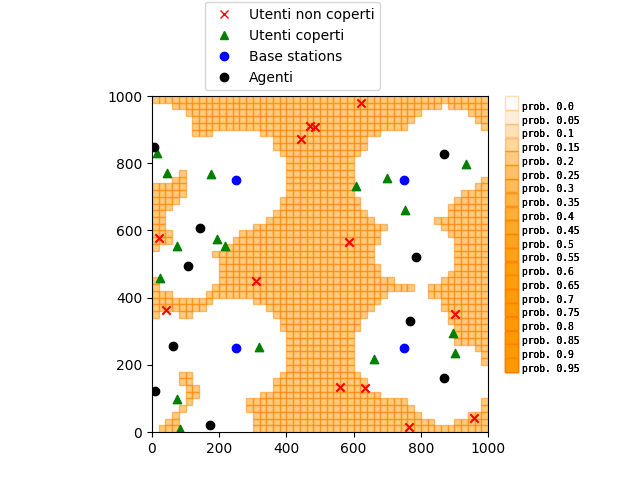 Utenti non coperti
Utenti coperti
Base stations
Agenti
1000
800
600
400
200
0
0 200 400 600 800 1000
prob. 0.0
prob. 0.05
prob. 0.1
prob. 0.15
prob. 0.2
prob. 0.25
prob. 0.3
prob. 0.35
prob. 0.4
prob. 0.45
prob. 0.5
prob. 0.55
prob. 0.6
prob. 0.65
prob. 0.7
prob. 0.75
prob. 0.8
prob. 0.85
prob. 0.9
prob. 0.95